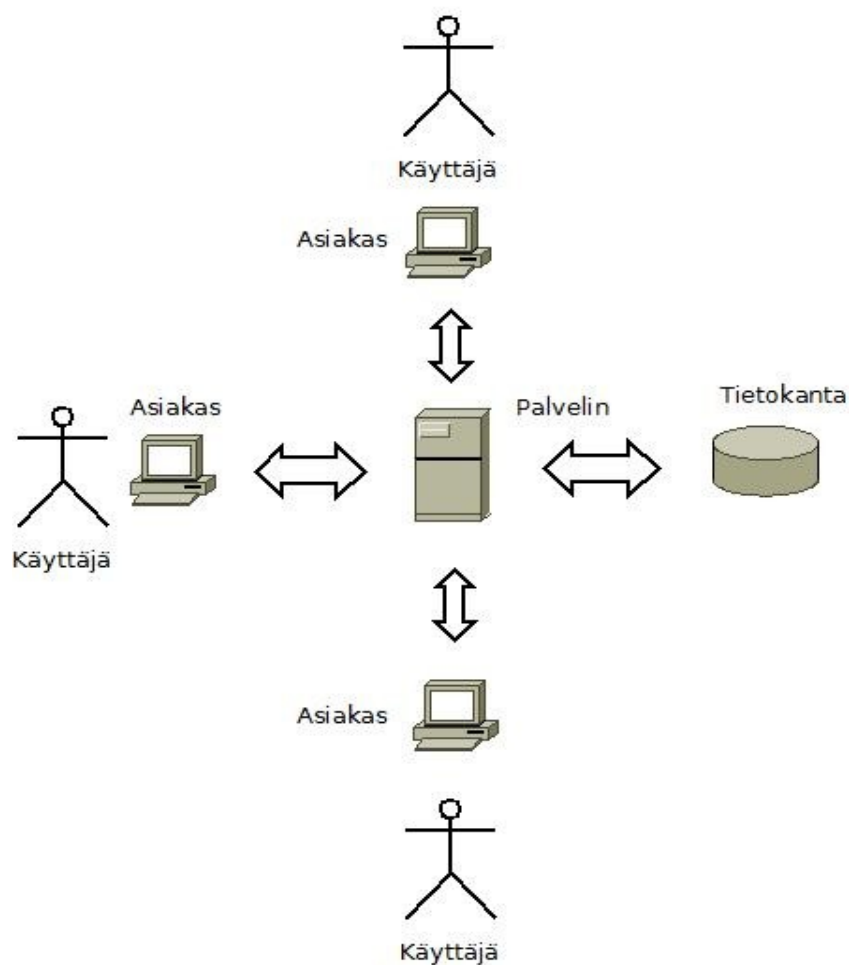 Käyttäjä
Asiakas
Asiakas
Palvelin
Tietokanta
Käyttäjä
Asiakas
Käyttäjä